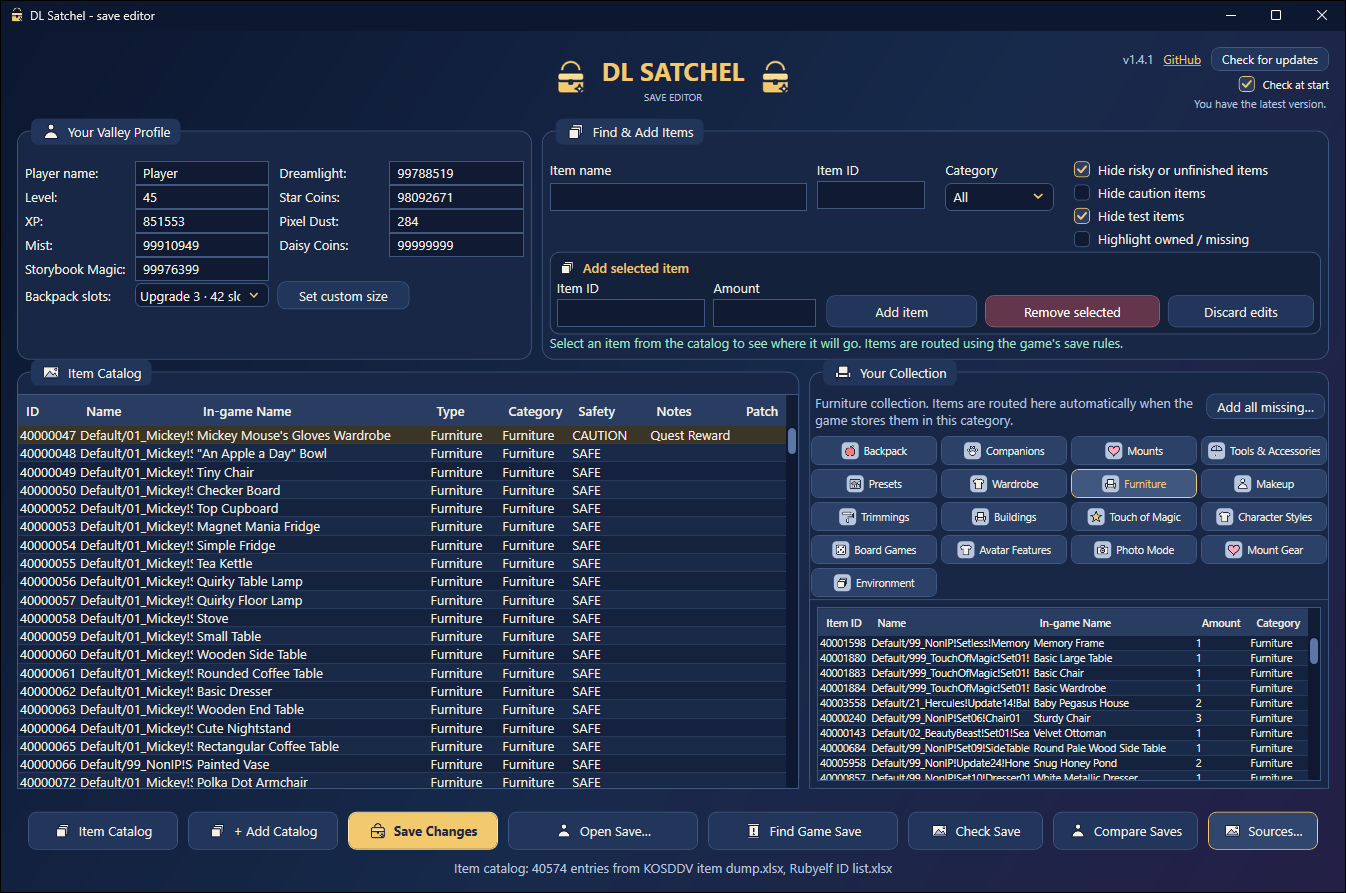 DL Satchel - save editor
DL SATCHEL
SAVE EDITOR
v1.4.1 GitHub Check for updates
Check at start
You have the latest version.
Your Valley Profile
Player name: Player Dreamlight: 99788519
Level: 45 Star Coins: 98092671
XP: 851553 Pixel Dust: 284
Mist: 99910949 Daisy Coins: 99999999
Storybook Magic: 99976399
Backpack slots: Upgrade 3 · 42 slc Set custom size
Find & Add Items
Item name Item ID Category
All
Hide risky or unfinished items
Hide caution items
Hide test items
Highlight owned / missing
Add selected item
Item ID Amount
Add item Remove selected Discard edits
Select an item from the catalog to see where it will go. Items are routed using the game's save rules.
Item Catalog
ID Name In-game Name Type Category Safety Notes Patch
40000047 Default/01_Mickey!S Mickey Mouse's Gloves Wardrobe Furniture Furniture CAUTION Quest Reward
40000048 Default/01_Mickey!S "An Apple a Day" Bowl Furniture Furniture SAFE
40000049 Default/01_Mickey!S Tiny Chair Furniture Furniture SAFE
40000050 Default/01_Mickey!S Checker Board Furniture Furniture SAFE
40000052 Default/01_Mickey!S Top Cupboard Furniture Furniture SAFE
40000053 Default/01_Mickey!S Magnet Mania Fridge Furniture Furniture SAFE
40000054 Default/01_Mickey!S Simple Fridge Furniture Furniture SAFE
40000055 Default/01_Mickey!S Tea Kettle Furniture Furniture SAFE
40000056 Default/01_Mickey!S Quirky Table Lamp Furniture Furniture SAFE
40000057 Default/01_Mickey!S Quirky Floor Lamp Furniture Furniture SAFE
40000058 Default/01_Mickey!S Stove Furniture Furniture SAFE
40000059 Default/01_Mickey!S Small Table Furniture Furniture SAFE
40000060 Default/01_Mickey!S Wooden Side Table Furniture Furniture SAFE
40000061 Default/01_Mickey!S Rounded Coffee Table Furniture Furniture SAFE
40000062 Default/01_Mickey!S Basic Dresser Furniture Furniture SAFE
40000063 Default/01_Mickey!S Wooden End Table Furniture Furniture SAFE
40000064 Default/01_Mickey!S Cute Nightstand Furniture Furniture SAFE
40000065 Default/01_Mickey!S Rectangular Coffee Table Furniture Furniture SAFE
40000066 Default/99_NonIP!S Painted Vase Furniture Furniture SAFE
40000072 Default/01_Mickey!S Polka Dot Armchair Furniture Furniture SAFE
Your Collection
Furniture collection. Items are routed here automatically when the
game stores them in this category.
Add all missing...
Backpack Companions Mounts Tools & Accessories
Presets Wardrobe Furniture Makeup
Trimmings Buildings Touch of Magic Character Styles
Board Games Avatar Features Photo Mode Mount Gear
Environment
Item ID Name In-game Name Amount Category
40001598 Default/99_NonIP!Setless!Memory Memory Frame 1 Furniture
40001880 Default/999_TouchOfMagic!Set01! Basic Large Table 1 Furniture
40001883 Default/999_TouchOfMagic!Set01! Basic Chair 1 Furniture
40001884 Default/999_TouchOfMagic!Set01! Basic Wardrobe 1 Furniture
40003558 Default/21_Hercules!Update14!Bal Baby Pegasus House 2 Furniture
40000240 Default/99_NonIP!Set06!Chair01 Sturdy Chair 3 Furniture
40000143 Default/02_BeautyBeast!Set01!Sea Velvet Ottoman 1 Furniture
40000684 Default/99_NonIP!Set09!SideTable Round Pale Wood Side Table 1 Furniture
40005958 Default/99_NonIP!Update24!Hone Snug Honey Pond 2 Furniture
40000857 Default/99_NonIP!Set10!Dresser01 White Metallic Dresser 1 Furniture
Item Catalog + Add Catalog Save Changes Open Save... Find Game Save Check Save Compare Saves Sources...
Item catalog: 40574 entries from KOSDDV item dump.xlsx, Rubyelf ID list.xlsx